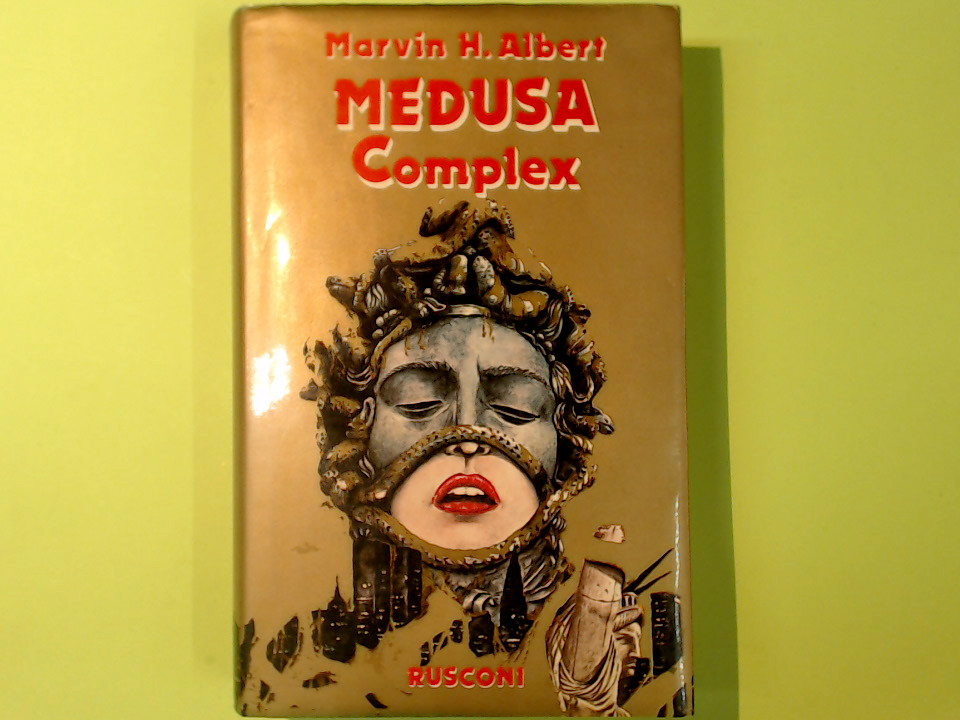 Marvin H. Albert
MEDUSA
Complex
RUSCONI